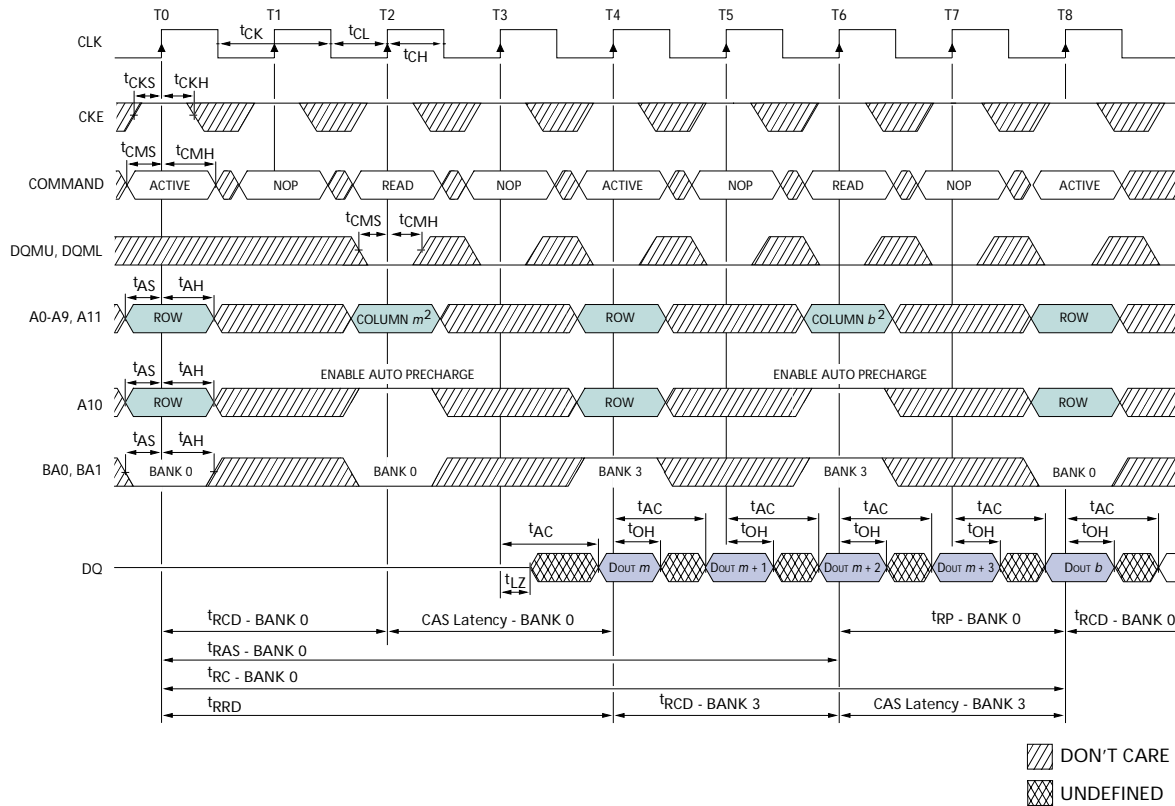 T0 T1 T2 T3 T4 T5 T6 T7 T8
CLK tCK tCL tCH
tCKS tCKH
CKE
tCMS tCMH
COMMAND ACTIVE NOP READ NOP ACTIVE NOP READ NOP ACTIVE
tCMS tCMH
DQMU, DQML
tAS tAH
A0-A9, A11 ROW COLUMN m² ROW COLUMN b² ROW
tAS tAH ENABLE AUTO PRECHARGE ENABLE AUTO PRECHARGE
A10 ROW ROW ROW
tAS tAH
BA0, BA1 BANK 0 BANK 0 BANK 3 BANK 3 BANK 0
tAC tAC tAC tAC tAC tAC
tOH tOH tOH tOH tOH
DQ DOUT m DOUT m + 1 DOUT m + 2 DOUT m + 3 DOUT b
tLZ
tRCD - BANK 0 CAS Latency - BANK 0 tRP - BANK 0 tRCD - BANK 0
tRAS - BANK 0
tRC - BANK 0
tRRD tRCD - BANK 3 CAS Latency - BANK 3
DON'T CARE
UNDEFINED